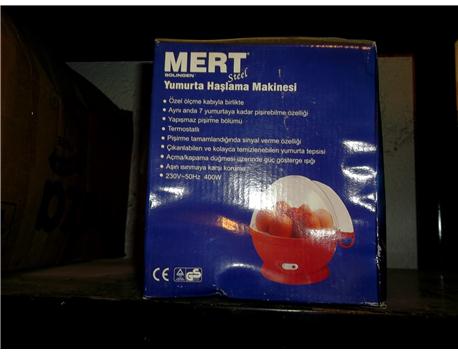 MERT
SOLINGEN
Steel
Yumurta Haşlama Makinesi
• Özel ölçme kabıyla birlikte
• Aynı anda 7 yumurtaya kadar pişirebilme özelliği
• Yapışmaz pişirme bölümü
• Termostatlı
• Pişirme tamamlandığında sinyal verme özelliği
• Çıkarılabilen ve kolayca temizlenebilen yumurta tepsisi
• Açma/kapama düğmesi üzerinde güç gösterge ışığı
• Aşırı ısınmaya karşı koruma
• 230V~50Hz 400W
CE
GS